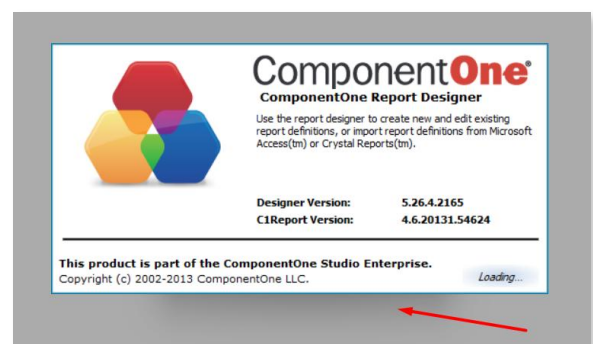 ComponentOne®
ComponentOne Report Designer
Use the report designer to create new and edit existing
report definitions, or import report definitions from Microsoft
Access(tm) or Crystal Reports(tm).
Designer Version: 5.26.4.2165
C1Report Version: 4.6.20131.54624
This product is part of the ComponentOne Studio Enterprise.
Copyright (c) 2002-2013 ComponentOne LLC.
Loading...